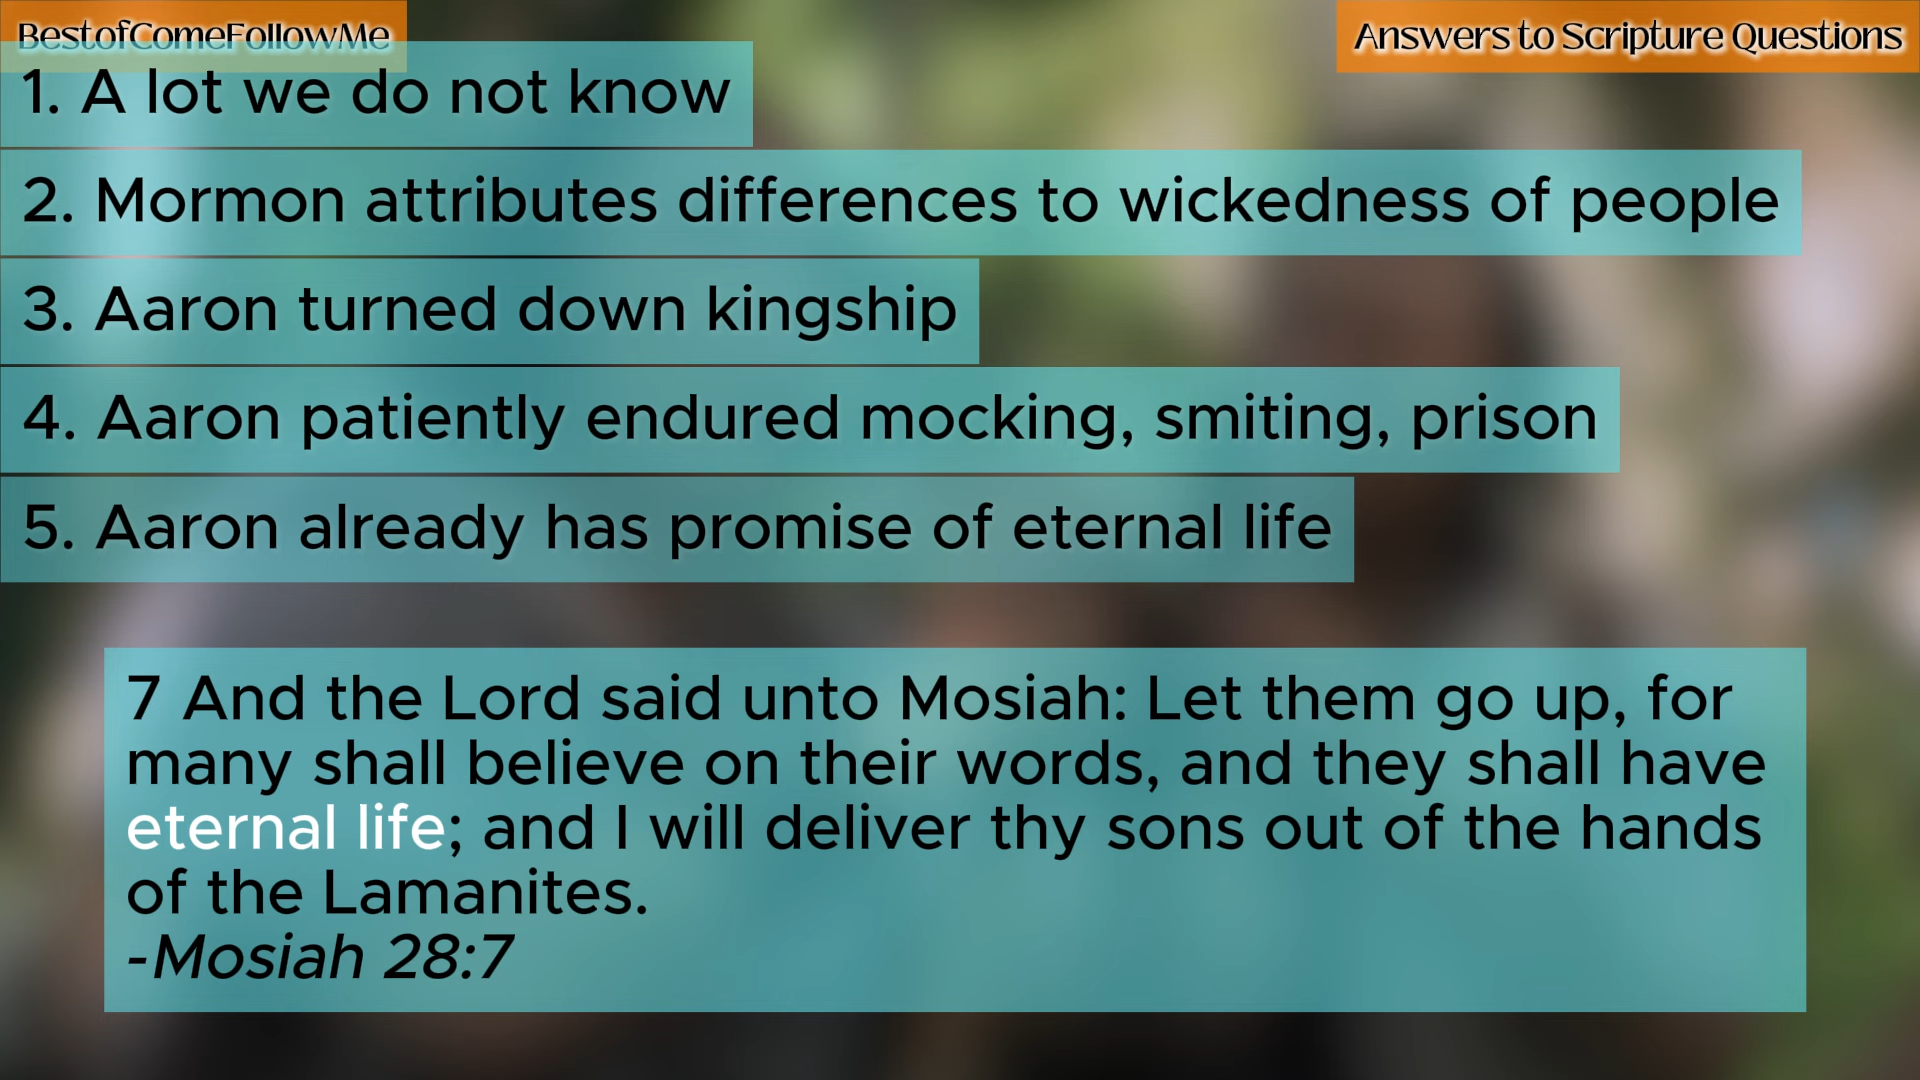 BestofComeFollowMe
Answers to Scripture Questions
1. A lot we do not know
2. Mormon attributes differences to wickedness of people
3. Aaron turned down kingship
4. Aaron patiently endured mocking, smiting, prison
5. Aaron already has promise of eternal life
7 And the Lord said unto Mosiah: Let them go up, for
many shall believe on their words, and they shall have
eternal life; and I will deliver thy sons out of the hands
of the Lamanites.
-Mosiah 28:7